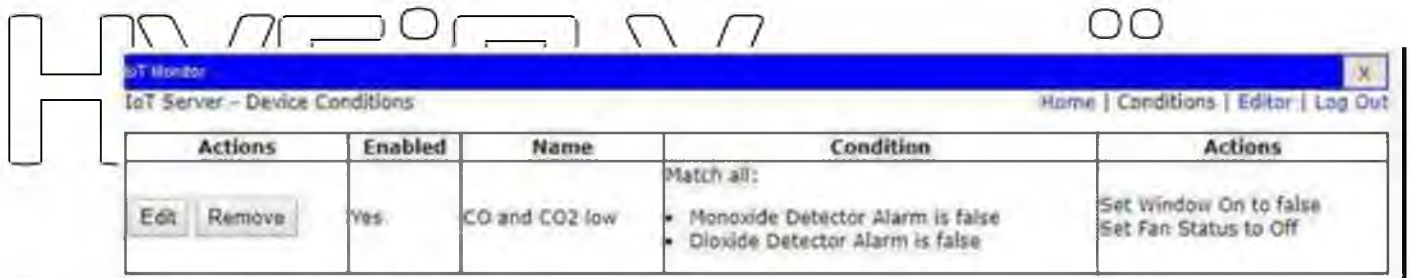 IoT Monitor X
IoT Server - Device Conditions Home | Conditions | Editor | Log Out
Actions Enabled Name Condition Actions
Edit Remove Yes CO and CO2 low
Match all:
• Monoxide Detector Alarm is false
• Dioxide Detector Alarm is false
Set Window On to false
Set Fan Status to Off